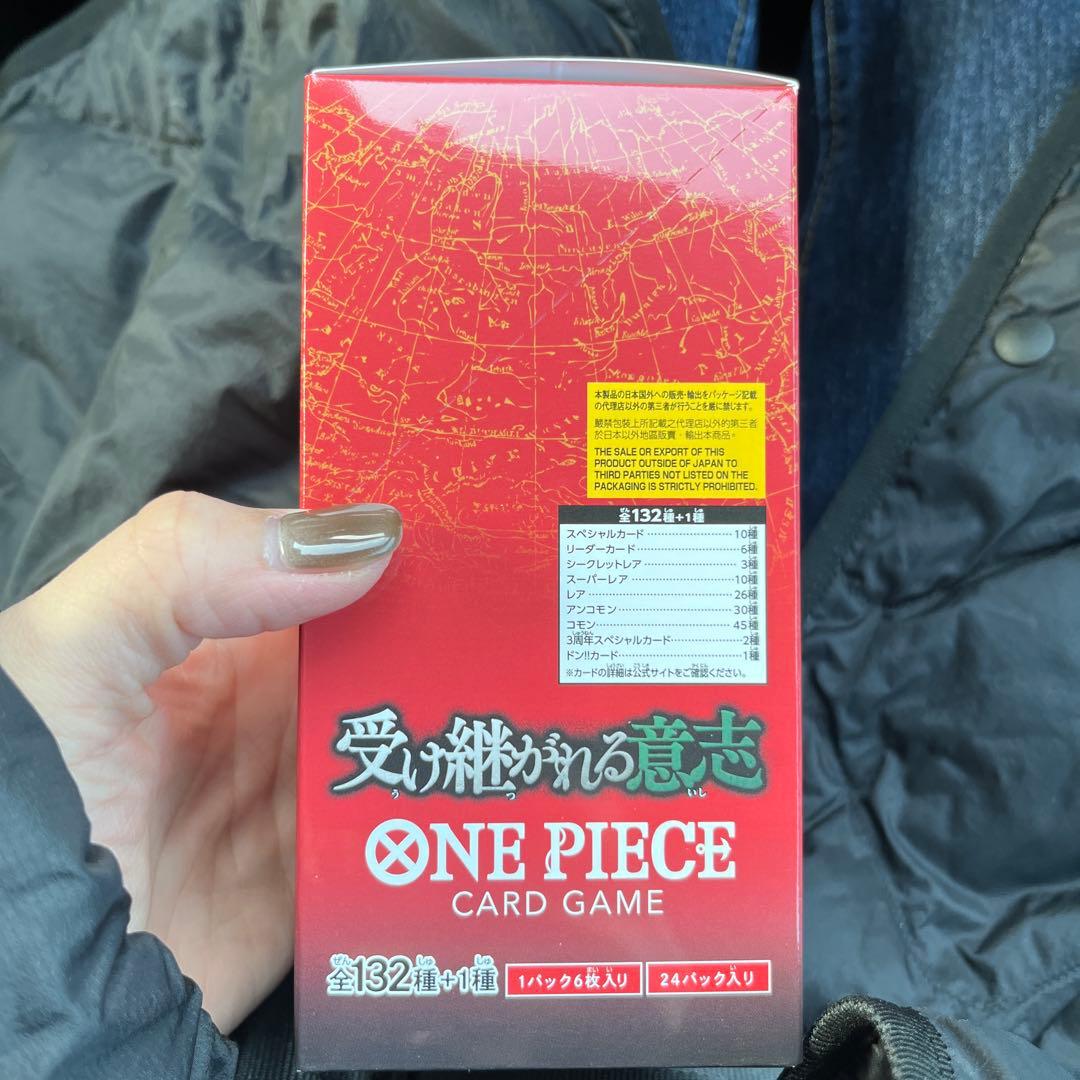 本製品の日本国外への販売・輸出をパッケージ記載
の代理店以外の第三者が行うことを厳に禁じます。
嚴禁包裝上所記載之代理店以外的第三者
於日本以外地區販賣・輸出本商品。
THE SALE OR EXPORT OF THIS
PRODUCT OUTSIDE OF JAPAN TO
THIRD PARTIES NOT LISTED ON THE
PACKAGING IS STRICTLY PROHIBITED.
全132種+1種
スペシャルカード 10種
リーダーカード 6種
シークレットレア 3種
スーパーレア 10種
レア 26種
アンコモン 30種
コモン 45種
3周年スペシャルカード 2種
ドン!!カード 1種
※カードの詳細は公式サイトをご確認ください。
受け継がれる意志
ONE PIECE
CARD GAME
全132種+1種 1パック6枚入り 24パック入り